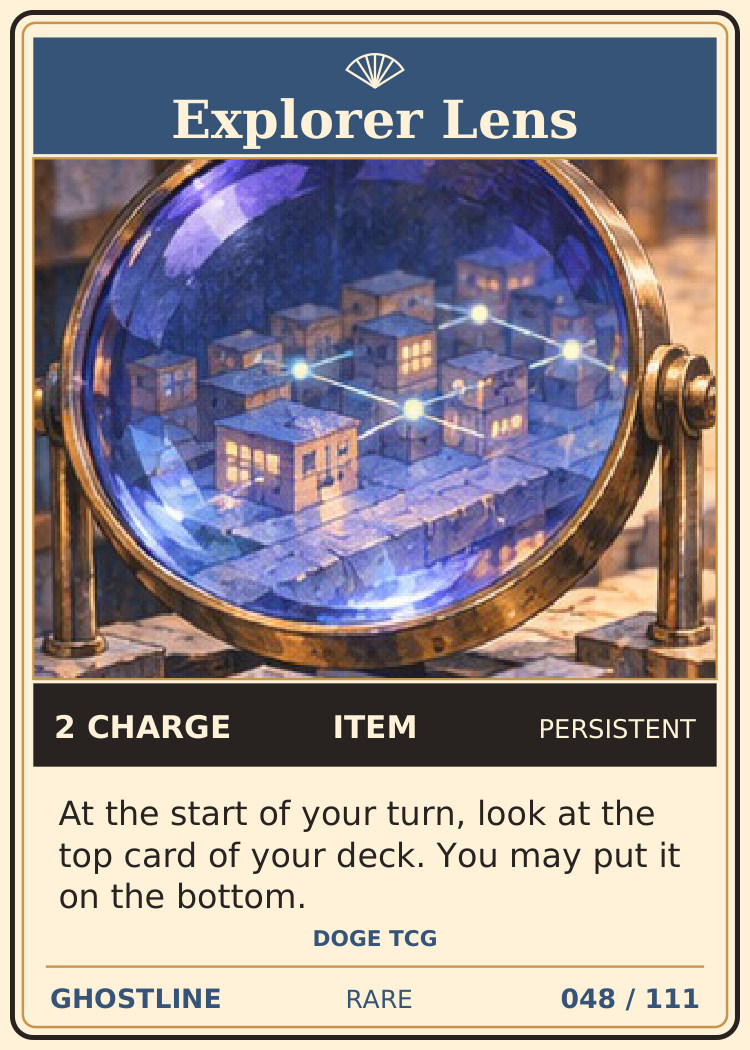 Explorer Lens
2 CHARGE ITEM PERSISTENT
At the start of your turn, look at the
top card of your deck. You may put it
on the bottom.
DOGE TCG
GHOSTLINE RARE 048 / 111